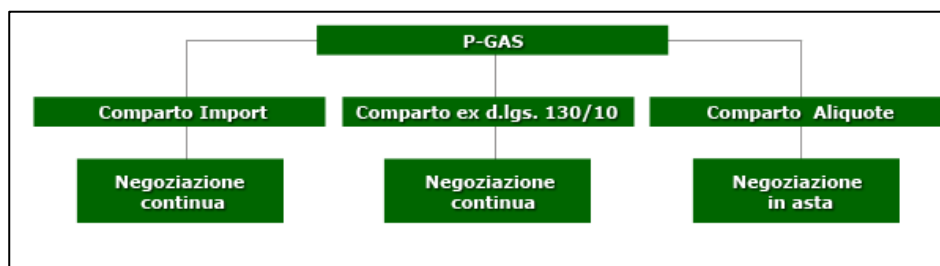 P-GAS
Comparto Import
Comparto ex d.lgs. 130/10
Comparto Aliquote
Negoziazione
continua
Negoziazione
continua
Negoziazione
in asta